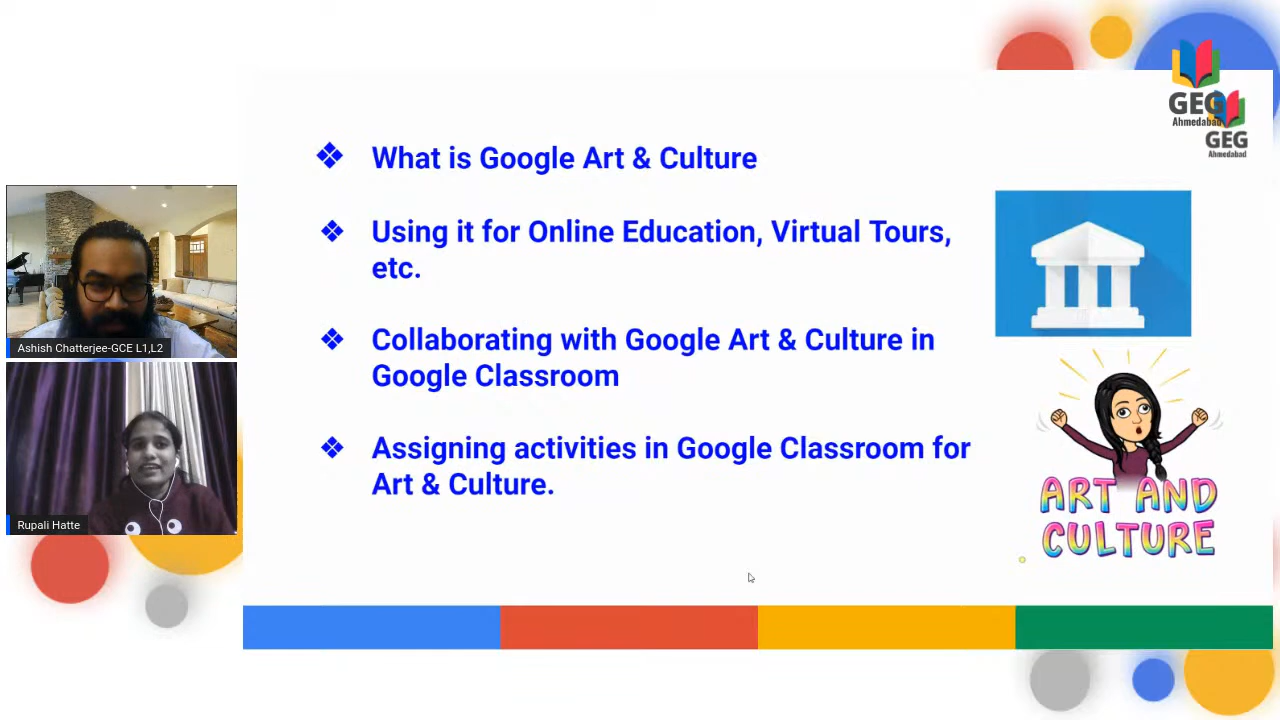 GEG
Ahmedabad
GEG
Ahmedabad
❖ What is Google Art & Culture
❖ Using it for Online Education, Virtual Tours,
etc.
❖ Collaborating with Google Art & Culture in
Google Classroom
❖ Assigning activities in Google Classroom for
Art & Culture.
ART AND
CULTURE
Ashish Chatterjee-GCE L1,L2
Rupali Hatte